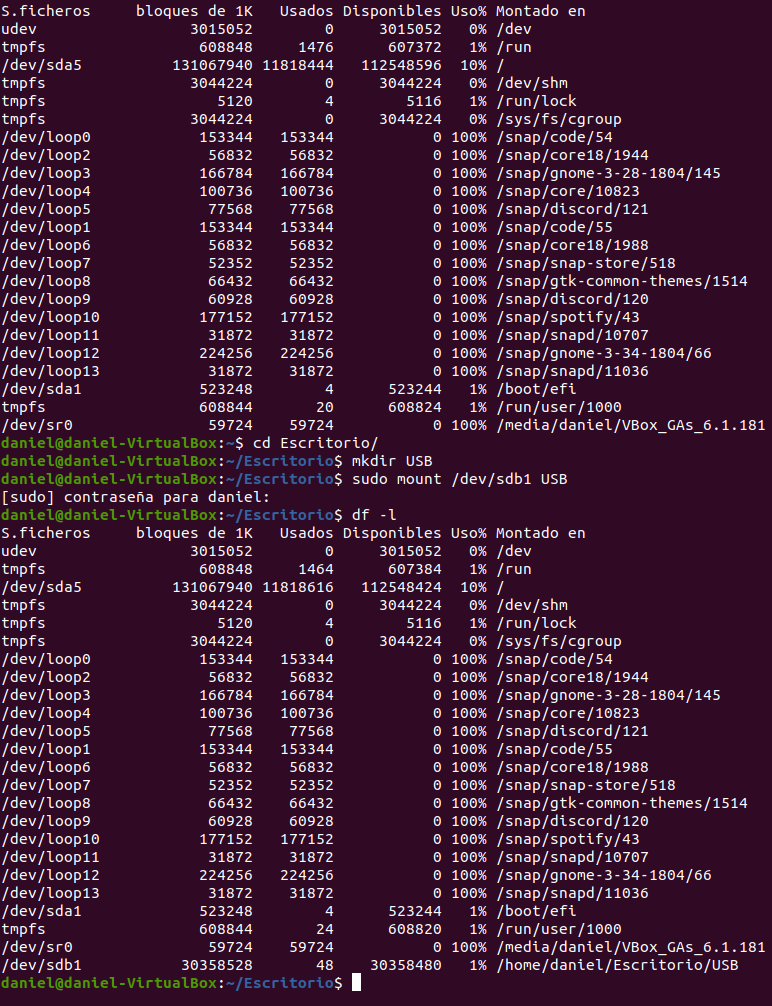 S.ficheros     bloques de 1K   Usados Disponibles Uso% Montado en
udev                 3015052        0     3015052   0% /dev
tmpfs                 608848     1476      607372   1% /run
/dev/sda5          131067940 11818444   112548596  10% /
tmpfs                3044224        0     3044224   0% /dev/shm
tmpfs                   5120        4        5116   1% /run/lock
tmpfs                3044224        0     3044224   0% /sys/fs/cgroup
/dev/loop0            153344   153344           0 100% /snap/code/54
/dev/loop2             56832    56832           0 100% /snap/core18/1944
/dev/loop3            166784   166784           0 100% /snap/gnome-3-28-1804/145
/dev/loop4            100736   100736           0 100% /snap/core/10823
/dev/loop5             77568    77568           0 100% /snap/discord/121
/dev/loop1            153344   153344           0 100% /snap/code/55
/dev/loop6             56832    56832           0 100% /snap/core18/1988
/dev/loop7             52352    52352           0 100% /snap/snap-store/518
/dev/loop8             66432    66432           0 100% /snap/gtk-common-themes/1514
/dev/loop9             60928    60928           0 100% /snap/discord/120
/dev/loop10           177152   177152           0 100% /snap/spotify/43
/dev/loop11            31872    31872           0 100% /snap/snapd/10707
/dev/loop12           224256   224256           0 100% /snap/gnome-3-34-1804/66
/dev/loop13            31872    31872           0 100% /snap/snapd/11036
/dev/sda1             523248        4      523244   1% /boot/efi
tmpfs                 608844       20      608824   1% /run/user/1000
/dev/sr0               59724    59724           0 100% /media/daniel/VBox_GAs_6.1.181
daniel@daniel-VirtualBox:~$ cd Escritorio/
daniel@daniel-VirtualBox:~/Escritorio$ mkdir USB
daniel@daniel-VirtualBox:~/Escritorio$ sudo mount /dev/sdb1 USB
[sudo] contraseña para daniel:
daniel@daniel-VirtualBox:~/Escritorio$ df -l
S.ficheros     bloques de 1K   Usados Disponibles Uso% Montado en
udev                 3015052        0     3015052   0% /dev
tmpfs                 608848     1464      607384   1% /run
/dev/sda5          131067940 11818616   112548424  10% /
tmpfs                3044224        0     3044224   0% /dev/shm
tmpfs                   5120        4        5116   1% /run/lock
tmpfs                3044224        0     3044224   0% /sys/fs/cgroup
/dev/loop0            153344   153344           0 100% /snap/code/54
/dev/loop2             56832    56832           0 100% /snap/core18/1944
/dev/loop3            166784   166784           0 100% /snap/gnome-3-28-1804/145
/dev/loop4            100736   100736           0 100% /snap/core/10823
/dev/loop5             77568    77568           0 100% /snap/discord/121
/dev/loop1            153344   153344           0 100% /snap/code/55
/dev/loop6             56832    56832           0 100% /snap/core18/1988
/dev/loop7             52352    52352           0 100% /snap/snap-store/518
/dev/loop8             66432    66432           0 100% /snap/gtk-common-themes/1514
/dev/loop9             60928    60928           0 100% /snap/discord/120
/dev/loop10           177152   177152           0 100% /snap/spotify/43
/dev/loop11            31872    31872           0 100% /snap/snapd/10707
/dev/loop12           224256   224256           0 100% /snap/gnome-3-34-1804/66
/dev/loop13            31872    31872           0 100% /snap/snapd/11036
/dev/sda1             523248        4      523244   1% /boot/efi
tmpfs                 608844       24      608820   1% /run/user/1000
/dev/sr0               59724    59724           0 100% /media/daniel/VBox_GAs_6.1.181
/dev/sdb1           30358528       48    30358480   1% /home/daniel/Escritorio/USB
daniel@daniel-VirtualBox:~/Escritorio$